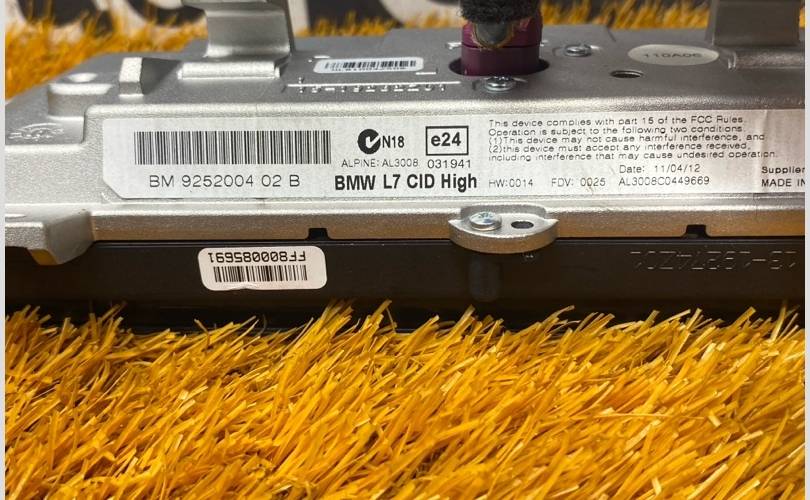 110A06
BM 9252004 02 B
N18
e24
ALPINE: AL3008
031941
BMW L7 CID High
This device complies with part 15 of the FCC Rules.
Operation is subject to the following two conditions.
(1)This device may not cause harmful interference, and
(2)this device must accept any interference received,
including interference that may cause undesired operation.
Date: 11/04/12
HW:0014 FDV: 0025 AL3008C0449669
Supplier
MADE IN
FF800085691